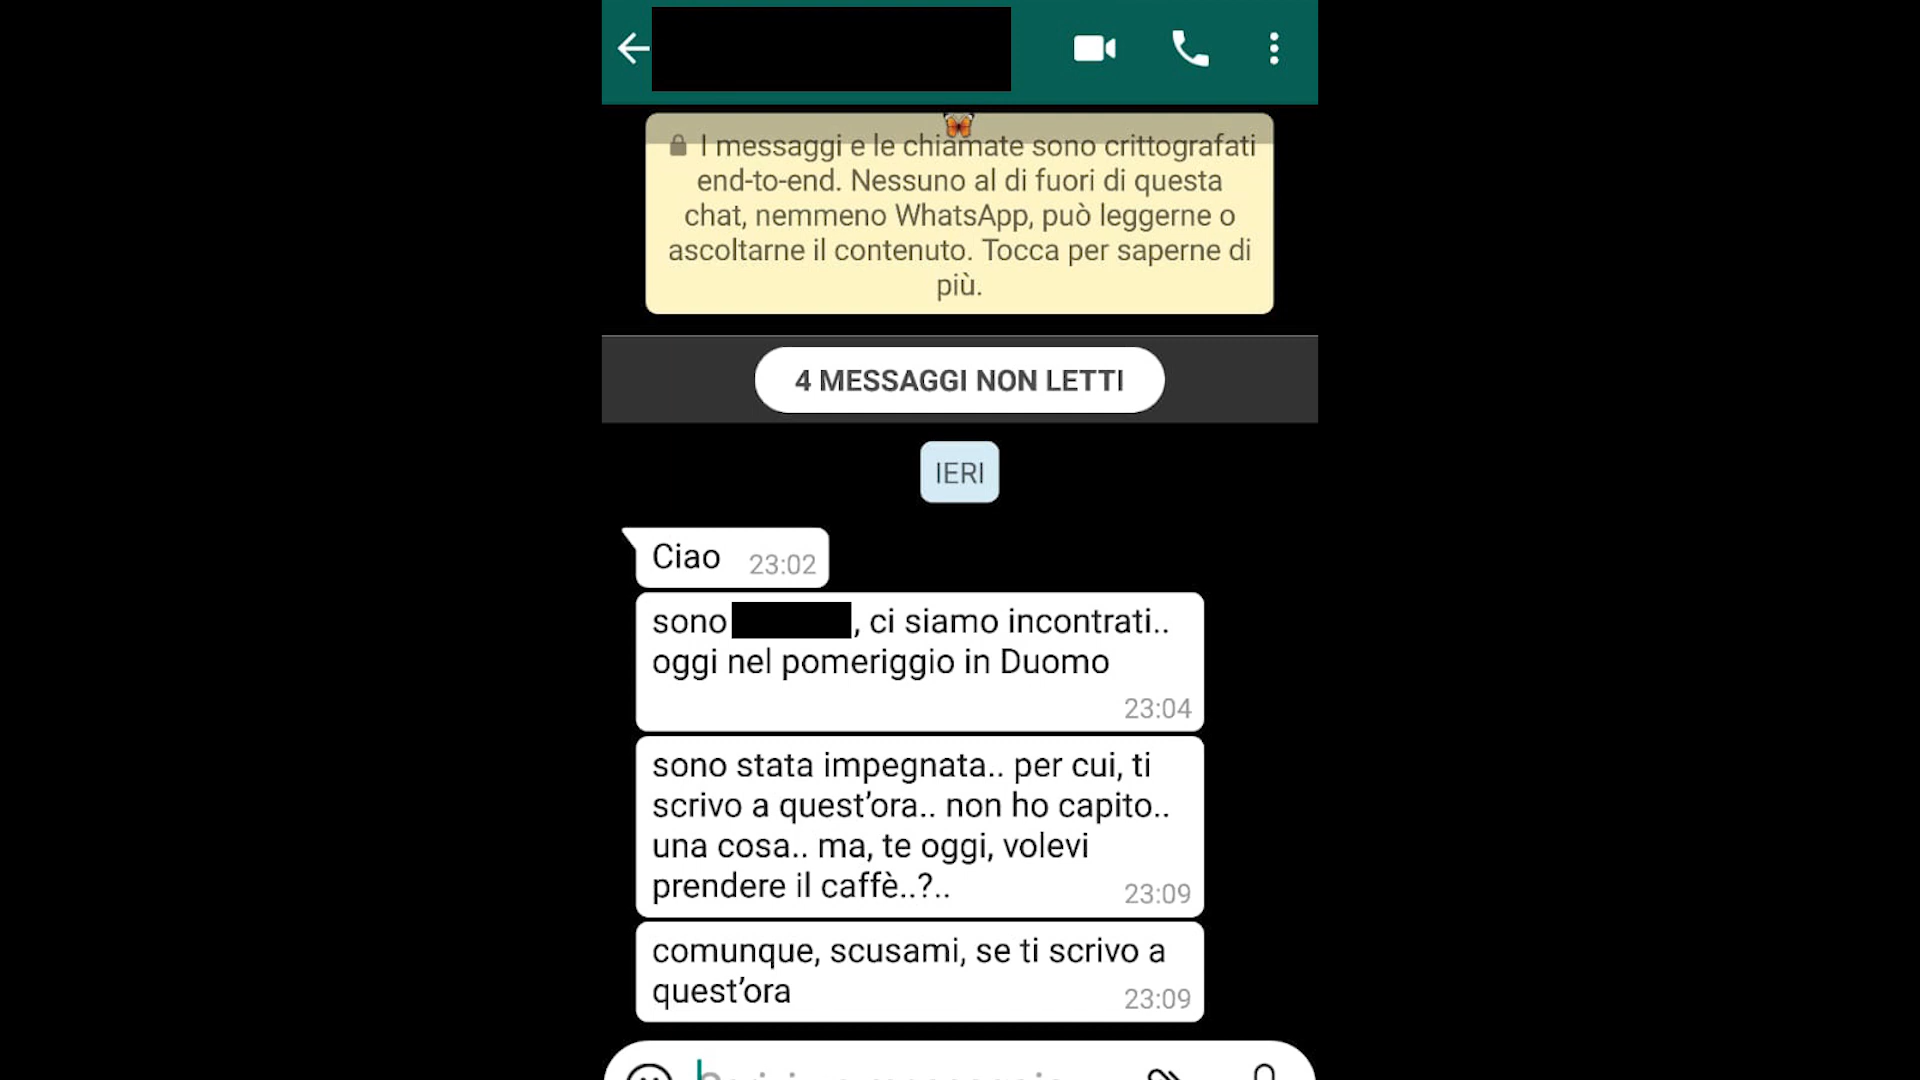 I messaggi e le chiamate sono crittografati
end-to-end. Nessuno al di fuori di questa
chat, nemmeno WhatsApp, può leggerne o
ascoltarne il contenuto. Tocca per saperne di
più.
4 MESSAGGI NON LETTI
IERI
Ciao 23:02
sono , ci siamo incontrati..
oggi nel pomeriggio in Duomo
23:04
sono stata impegnata.. per cui, ti
scrivo a quest’ora.. non ho capito..
una cosa.. ma, te oggi, volevi
prendere il caffè..?.. 23:09
comunque, scusami, se ti scrivo a
quest’ora 23:09